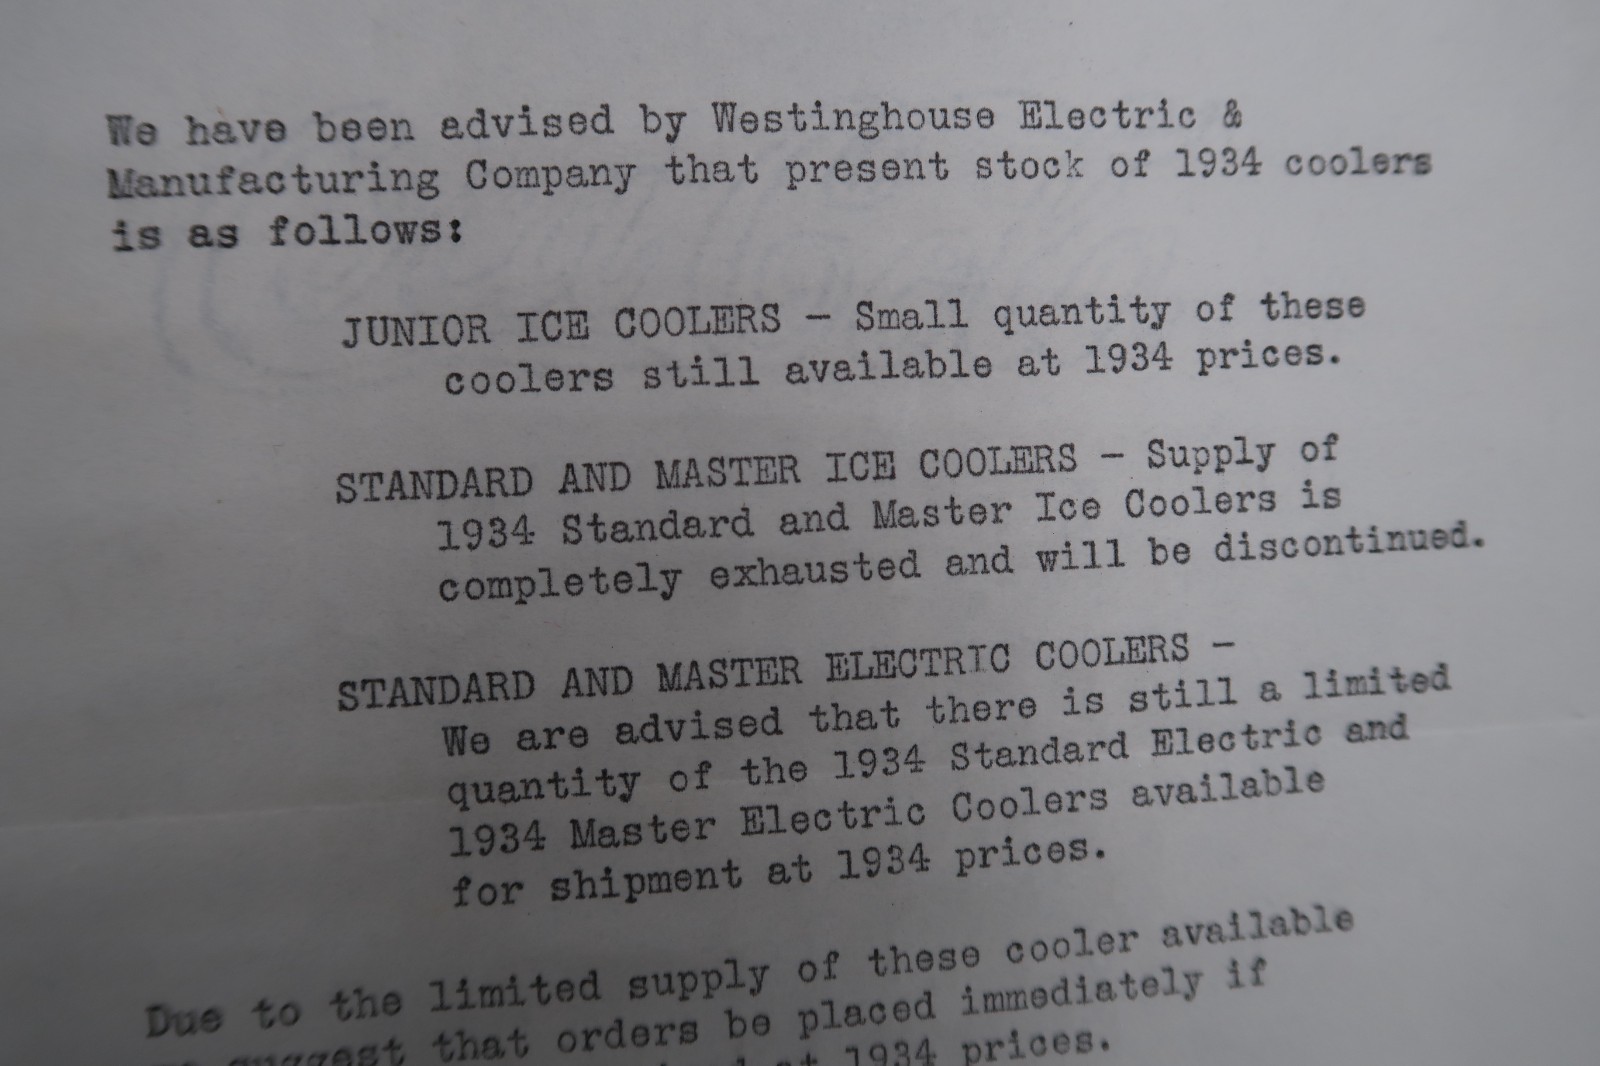 We have been advised by Westinghouse Electric &
Manufacturing Company that present stock of 1934 coolers
is as follows:
JUNIOR ICE COOLERS - Small quantity of these
coolers still available at 1934 prices.
STANDARD AND MASTER ICE COOLERS - Supply of
1934 Standard and Master Ice Coolers is
completely exhausted and will be discontinued.
STANDARD AND MASTER ELECTRIC COOLERS -
We are advised that there is still a limited
quantity of the 1934 Standard Electric and
1934 Master Electric Coolers available
for shipment at 1934 prices.
Due to the limited supply of these cooler available
suggest that orders be placed immediately if
at 1934 prices.